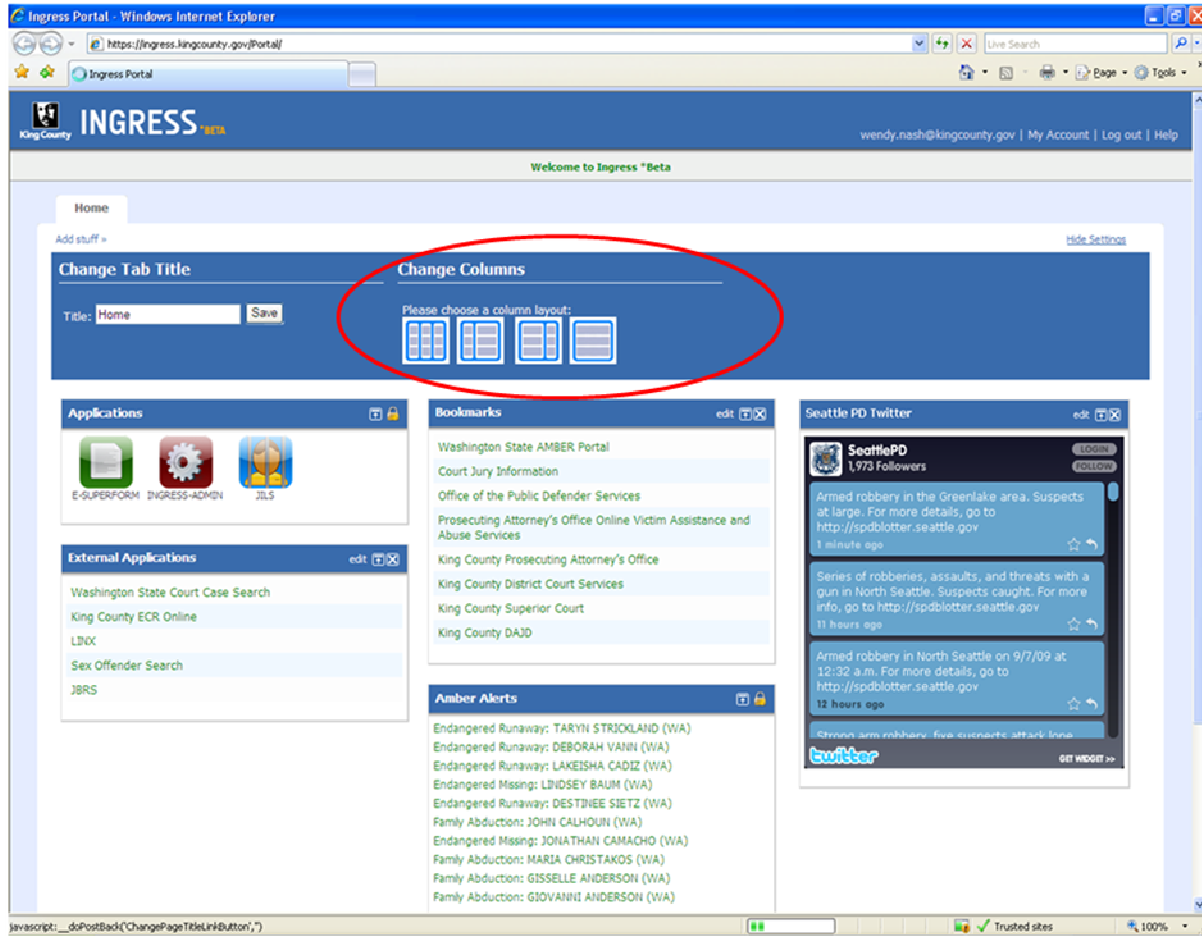 Ingress Portal - Windows Internet Explorer
https://ingress.kingcounty.gov/Portal/
Live Search
Ingress Portal
Page
Tools
King County
INGRESS *BETA
wendy.nash@kingcounty.gov | My Account | Log out | Help
Welcome to Ingress *Beta
Home
Add stuff »
Hide Settings
Change Tab Title
Title: Home Save
Change Columns
Please choose a column layout:
Applications
E-SUPERFORM INGRESS-ADMIN JILS
External Applications edit
Washington State Court Case Search
King County ECR Online
LINX
Sex Offender Search
JBRS
Bookmarks edit
Washington State AMBER Portal
Court Jury Information
Office of the Public Defender Services
Prosecuting Attorney's Office Online Victim Assistance and
Abuse Services
King County Prosecuting Attorney's Office
King County District Court Services
King County Superior Court
King County DAJD
Amber Alerts
Endangered Runaway: TARYN STRICKLAND (WA)
Endangered Runaway: DEBORAH VANN (WA)
Endangered Runaway: LAKEISHA CADIZ (WA)
Endangered Missing: LINDSEY BAUM (WA)
Endangered Runaway: DESTINEE SIETZ (WA)
Family Abduction: JOHN CALHOUN (WA)
Endangered Missing: JONATHAN CAMACHO (WA)
Family Abduction: MARIA CHRISTAKOS (WA)
Family Abduction: GISSELLE ANDERSON (WA)
Family Abduction: GIOVANNI ANDERSON (WA)
Seattle PD Twitter edit
SeattlePD
1,973 Followers
LOGIN
FOLLOW
Armed robbery in the Greenlake area. Suspects
at large. For more details, go to
http://spdblotter.seattle.gov
1 minute ago
Series of robberies, assaults, and threats with a
gun in North Seattle. Suspects caught. For more
info, go to http://spdblotter.seattle.gov
11 hours ago
Armed robbery in North Seattle on 9/7/09 at
12:32 a.m. For more details, go to
http://spdblotter.seattle.gov
12 hours ago
Strong arm robbery, five suspects attack lone
twitter
GET WIDGET >>
javascript:__doPostBack('ChangePageTitleLinkButton','')
Trusted sites
100%